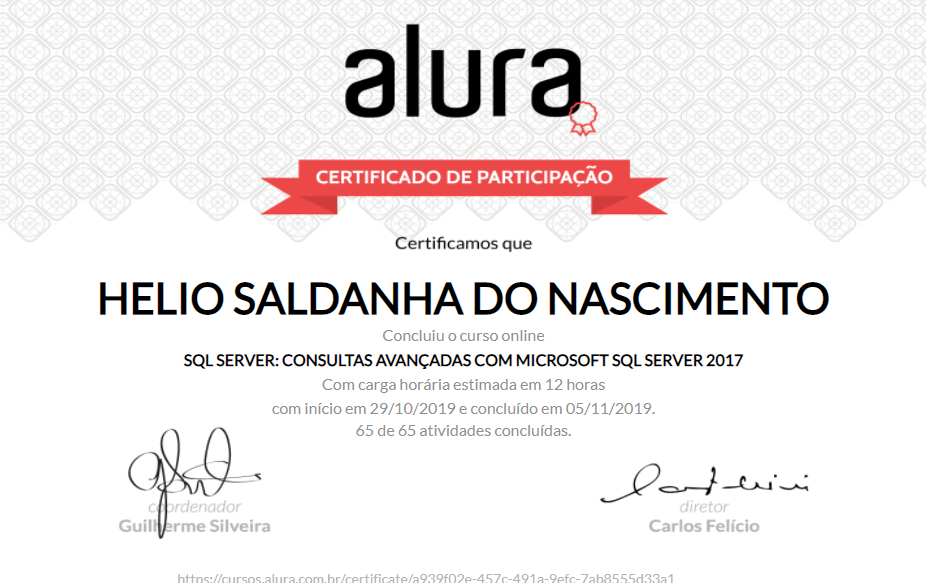 alura
CERTIFICADO DE PARTICIPAÇÃO
Certificamos que
HELIO SALDANHA DO NASCIMENTO
Concluiu o curso online
SQL SERVER: CONSULTAS AVANÇADAS COM MICROSOFT SQL SERVER 2017
Com carga horária estimada em 12 horas
com início em 29/10/2019 e concluído em 05/11/2019.
65 de 65 atividades concluídas.
coordenador
Guilherme Silveira
diretor
Carlos Felício
https://cursos.alura.com.br/certificate/a939f02e-457c-491a-9efc-7ab8555d33a1